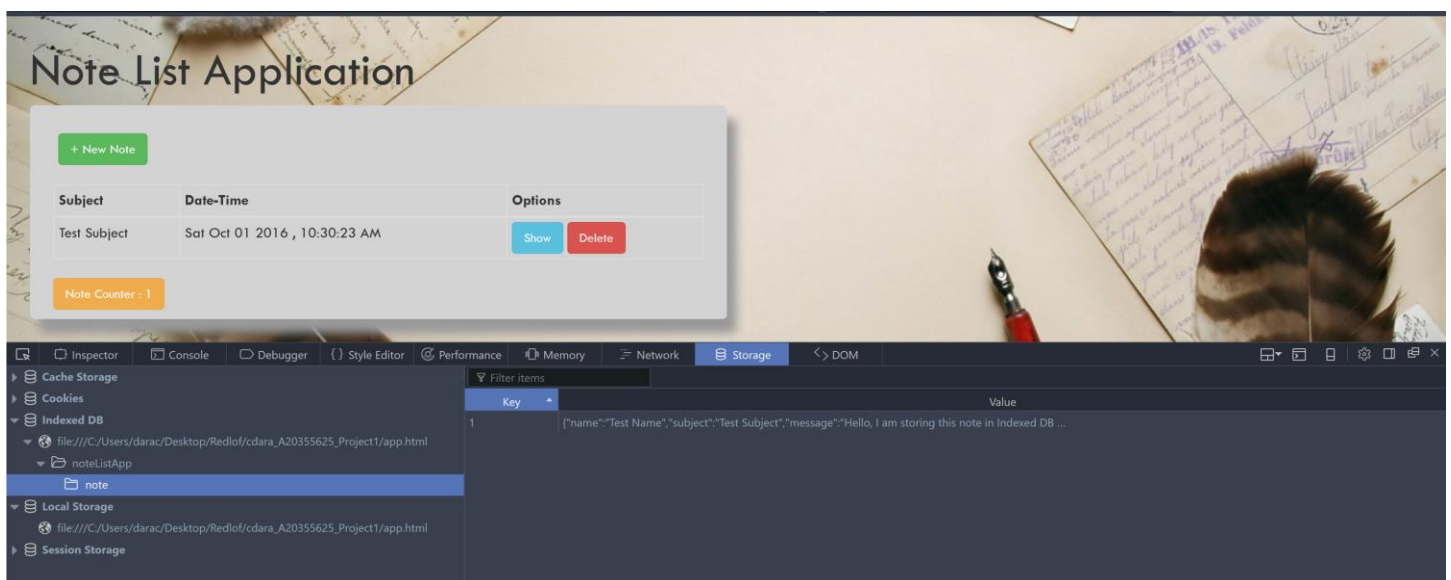 Note List Application
+ New Note
Subject Date-Time Options
Test Subject Sat Oct 01 2016 , 10:30:23 AM Show Delete
Note Counter : 1
Inspector Console Debugger {} Style Editor Performance Memory Network Storage <> DOM
Cache Storage
Cookies
Indexed DB
file:///C:/Users/darac/Desktop/Redlof/cdara_A20355625_Project1/app.html
noteListApp
note
Local Storage
file:///C:/Users/darac/Desktop/Redlof/cdara_A20355625_Project1/app.html
Session Storage
Filter items
Key Value
1 {"name":"Test Name","subject":"Test Subject","message":"Hello, I am storing this note in Indexed DB ...